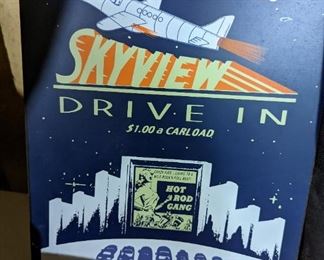 SKYVIEW
DRIVE IN
$1.00 a CARLOAD
HOT
ROD
GANG